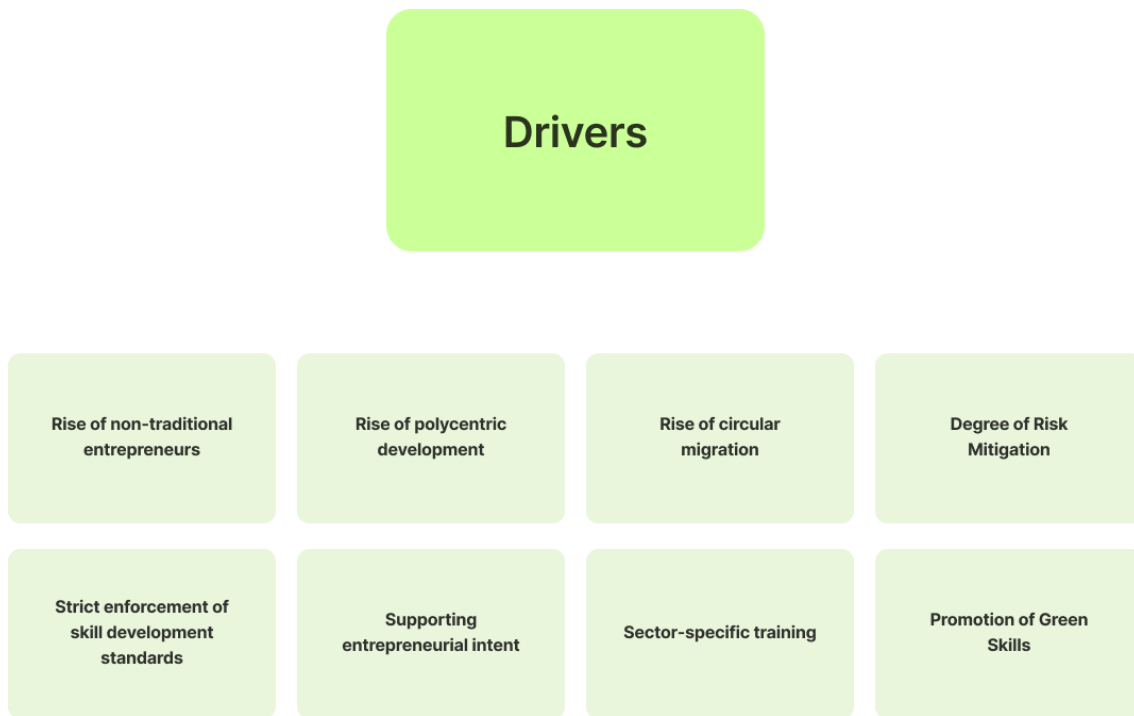 Drivers
Rise of non-traditional
entrepreneurs
Rise of polycentric
development
Rise of circular
migration
Degree of Risk
Mitigation
Strict enforcement of
skill development
standards
Supporting
entrepreneurial intent
Sector-specific training
Promotion of Green
Skills